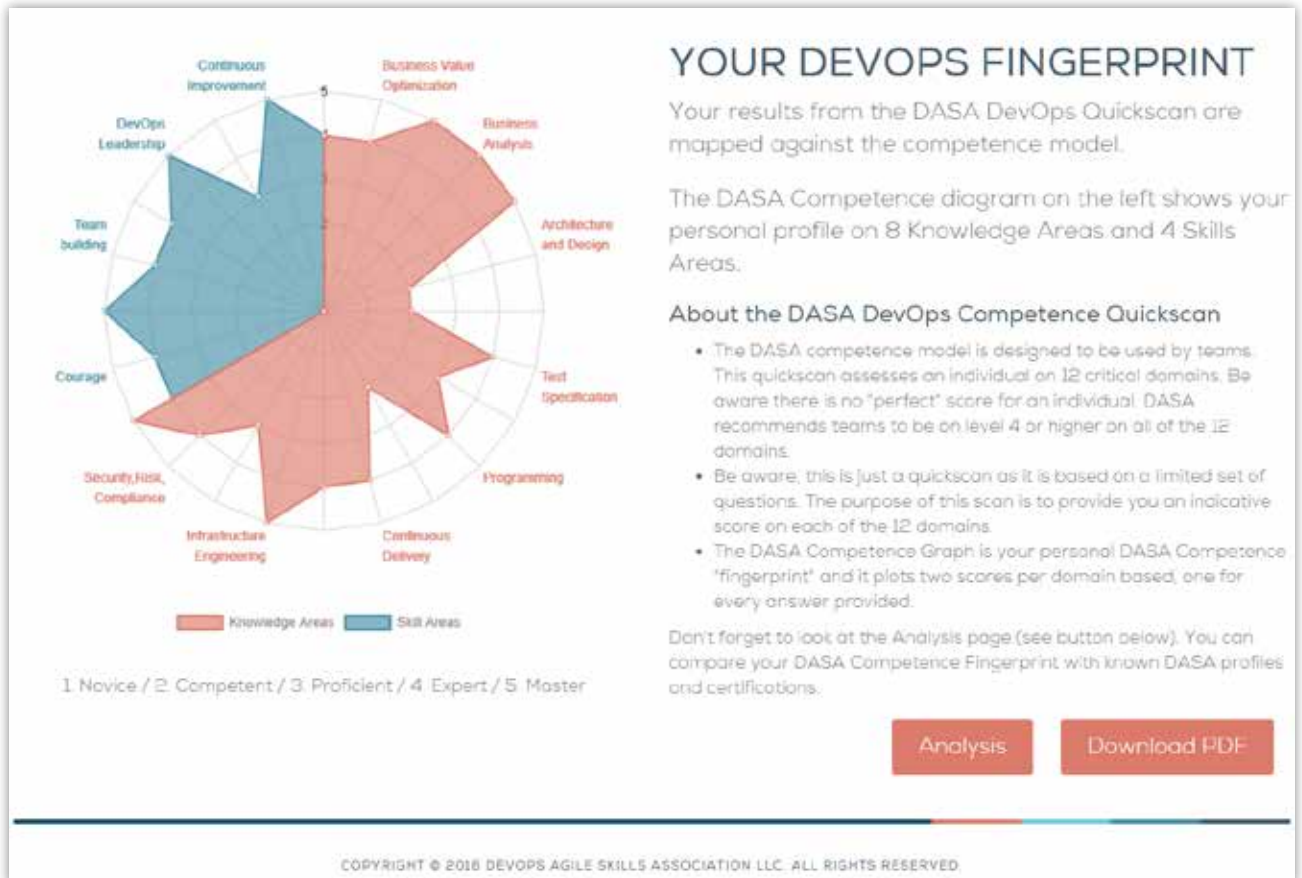 Continuous
Improvement
Business Value
Optimization
DevOps
Leadership
Business
Analysis
Team
building
Architecture
and Design
Courage
Test
Specification
Security,Risk,
Compliance
Programming
Infrastructure
Engineering
Continuous
Delivery
5
4
3
2
Knowledge Areas Skill Areas
1. Novice / 2. Competent / 3. Proficient / 4. Expert / 5. Master
YOUR DEVOPS FINGERPRINT
Your results from the DASA DevOps Quickscan are
mapped against the competence model.
The DASA Competence diagram on the left shows your
personal profile on 8 Knowledge Areas and 4 Skills
Areas.
About the DASA DevOps Competence Quickscan
• The DASA competence model is designed to be used by teams.
This quickscan assesses an individual on 12 critical domains. Be
aware there is no "perfect" score for an individual. DASA
recommends teams to be on level 4 or higher on all of the 12
domains.
• Be aware, this is just a quickscan as it is based on a limited set of
questions. The purpose of this scan is to provide you an indicative
score on each of the 12 domains.
• The DASA Competence Graph is your personal DASA Competence
"fingerprint" and it plots two scores per domain based, one for
every answer provided.
Don't forget to look at the Analysis page (see button below). You can
compare your DASA Competence Fingerprint with known DASA profiles
and certifications.
Analysis Download PDF
COPYRIGHT © 2016 DEVOPS AGILE SKILLS ASSOCIATION LLC. ALL RIGHTS RESERVED.